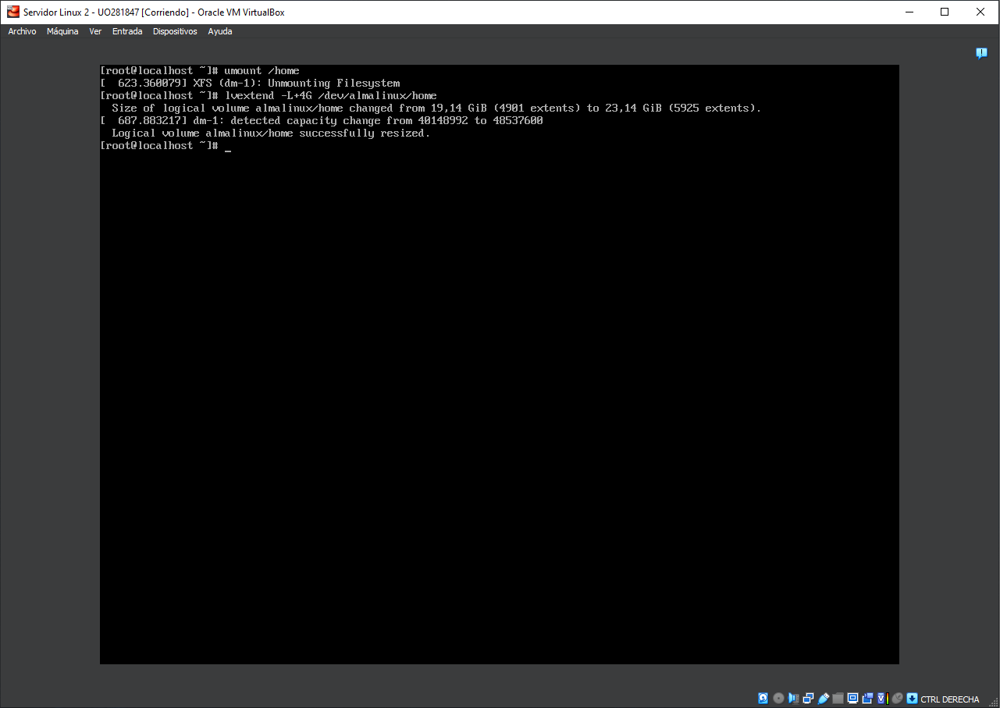 Servidor Linux 2 - UO281847 [Corriendo] - Oracle VM VirtualBox
Archivo Máquina Ver Entrada Dispositivos Ayuda
[root@localhost ~]# umount /home
[  623.360079] XFS (dm-1): Unmounting Filesystem
[root@localhost ~]# lvextend -L+4G /dev/almalinux/home
  Size of logical volume almalinux/home changed from 19,14 GiB (4901 extents) to 23,14 GiB (5925 extents).
[  687.883217] dm-1: detected capacity change from 40148992 to 48537600
  Logical volume almalinux/home successfully resized.
[root@localhost ~]# _
CTRL DERECHA